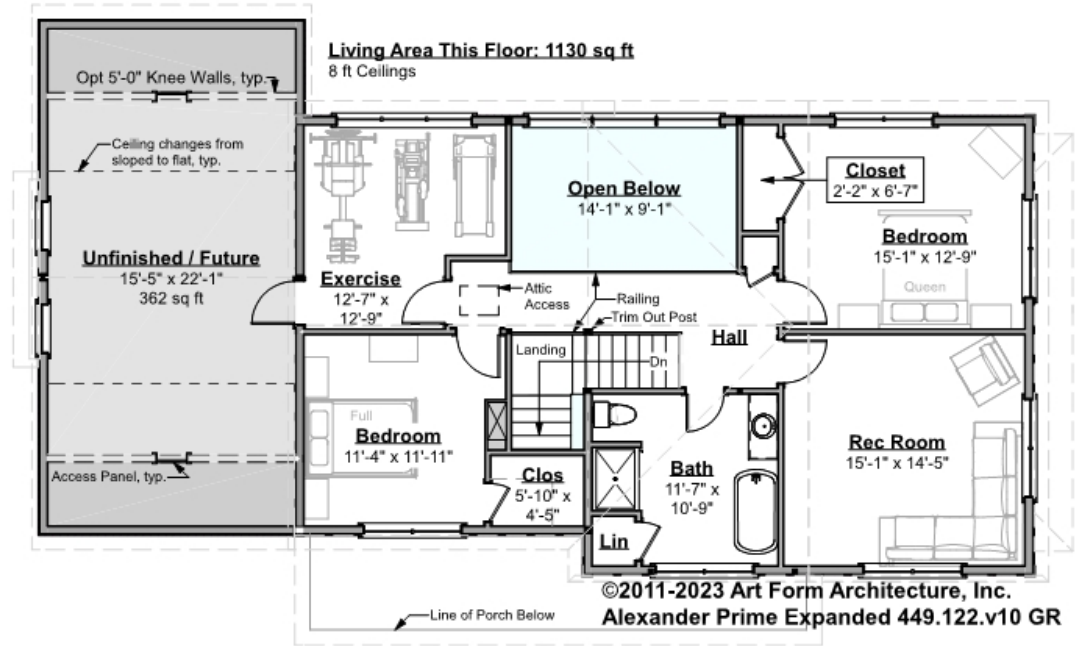 Living Area This Floor: 1130 sq ft
8 ft Ceilings
Opt 5'-0" Knee Walls, typ.
Ceiling changes from
sloped to flat, typ.
Unfinished / Future
15'-5" x 22'-1"
362 sq ft
Access Panel, typ.
Exercise
12'-7" x
12'-9"
Open Below
14'-1" x 9'-1"
Closet
2'-2" x 6'-7"
Bedroom
15'-1" x 12'-9"
Queen
Attic
Access
Railing
Trim Out Post
Hall
Landing
Dn
Full
Bedroom
11'-4" x 11'-11"
Clos
5'-10" x
4'-5"
Bath
11'-7" x
10'-9"
Lin
Rec Room
15'-1" x 14'-5"
Line of Porch Below
©2011-2023 Art Form Architecture, Inc.
Alexander Prime Expanded 449.122.v10 GR